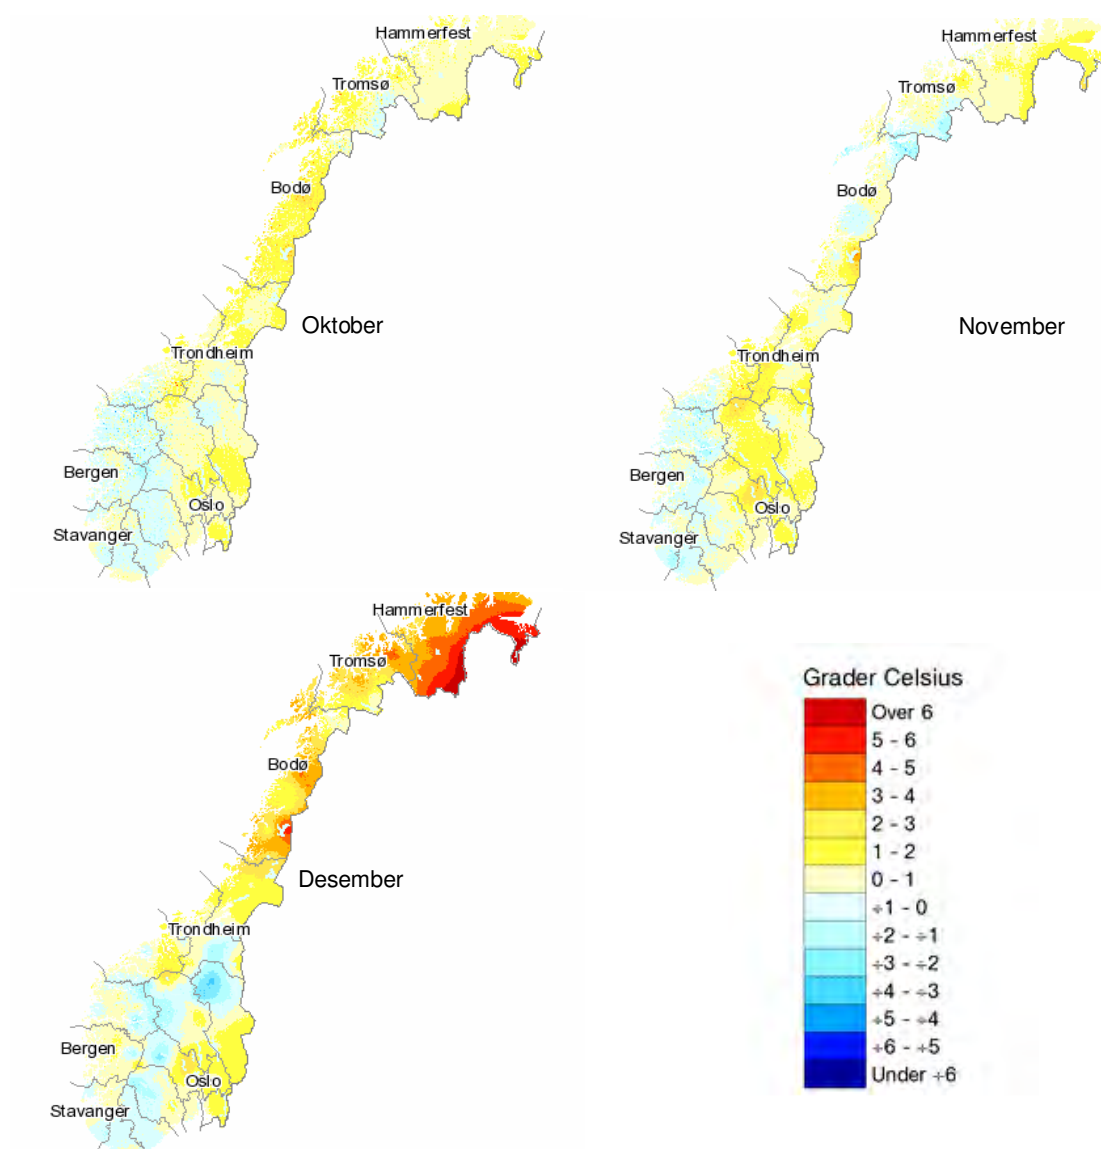 Hammerfest
Tromsø
Bodø
Oktober
Trondheim
Bergen
Oslo
Stavanger
Hammerfest
Tromsø
Bodø
November
Trondheim
Bergen
Oslo
Stavanger
Hammerfest
Tromsø
Bodø
Desember
Trondheim
Bergen
Oslo
Stavanger
Grader Celsius
Over 6
5 - 6
4 - 5
3 - 4
2 - 3
1 - 2
0 - 1
÷1 - 0
÷2 - ÷1
÷3 - ÷2
÷4 - ÷3
÷5 - ÷4
÷6 - ÷5
Under ÷6